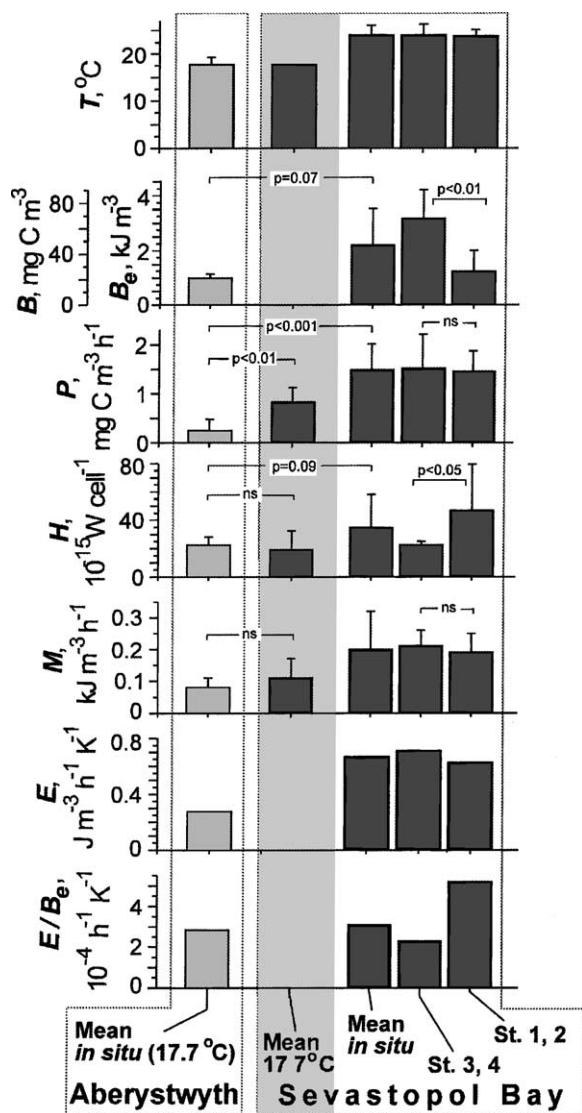 T, °C
20
0
B, mg C m⁻³
80
40
0
Bₑ, kJ m⁻³
4
2
0
p=0.07
p<0.01
P, mg C m⁻³ h⁻¹
2
1
0
p<0.001
p<0.01
ns
H, 10⁻¹⁵W cell⁻¹
80
40
0
p=0.09
ns
p<0.05
M, kJ m⁻³ h⁻¹
0.3
0.2
0.1
0
ns
ns
E, J m⁻³ h⁻¹ K⁻¹
0.8
0.4
0
E/Bₑ, 10⁻⁴ h⁻¹ K⁻¹
4
2
0
Mean
in situ (17.7 °C)
Mean
17 7°C
Mean
in situ
St. 3, 4
St. 1, 2
Aberystwyth
Sevastopol Bay